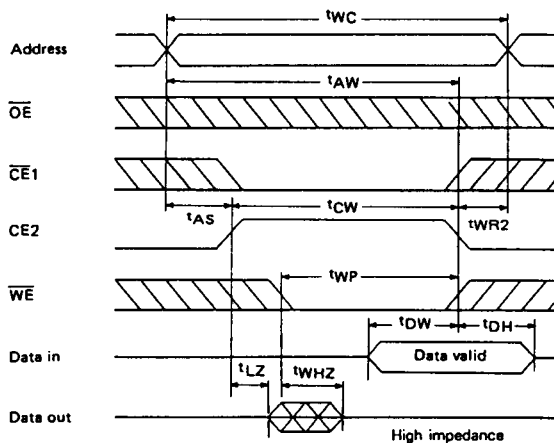 tWC
Address
tAW
OE
CE1
tAS
tCW
tWR2
CE2
tWP
WE
tDW
tDH
Data in
Data valid
tLZ
tWHZ
Data out
High impedance